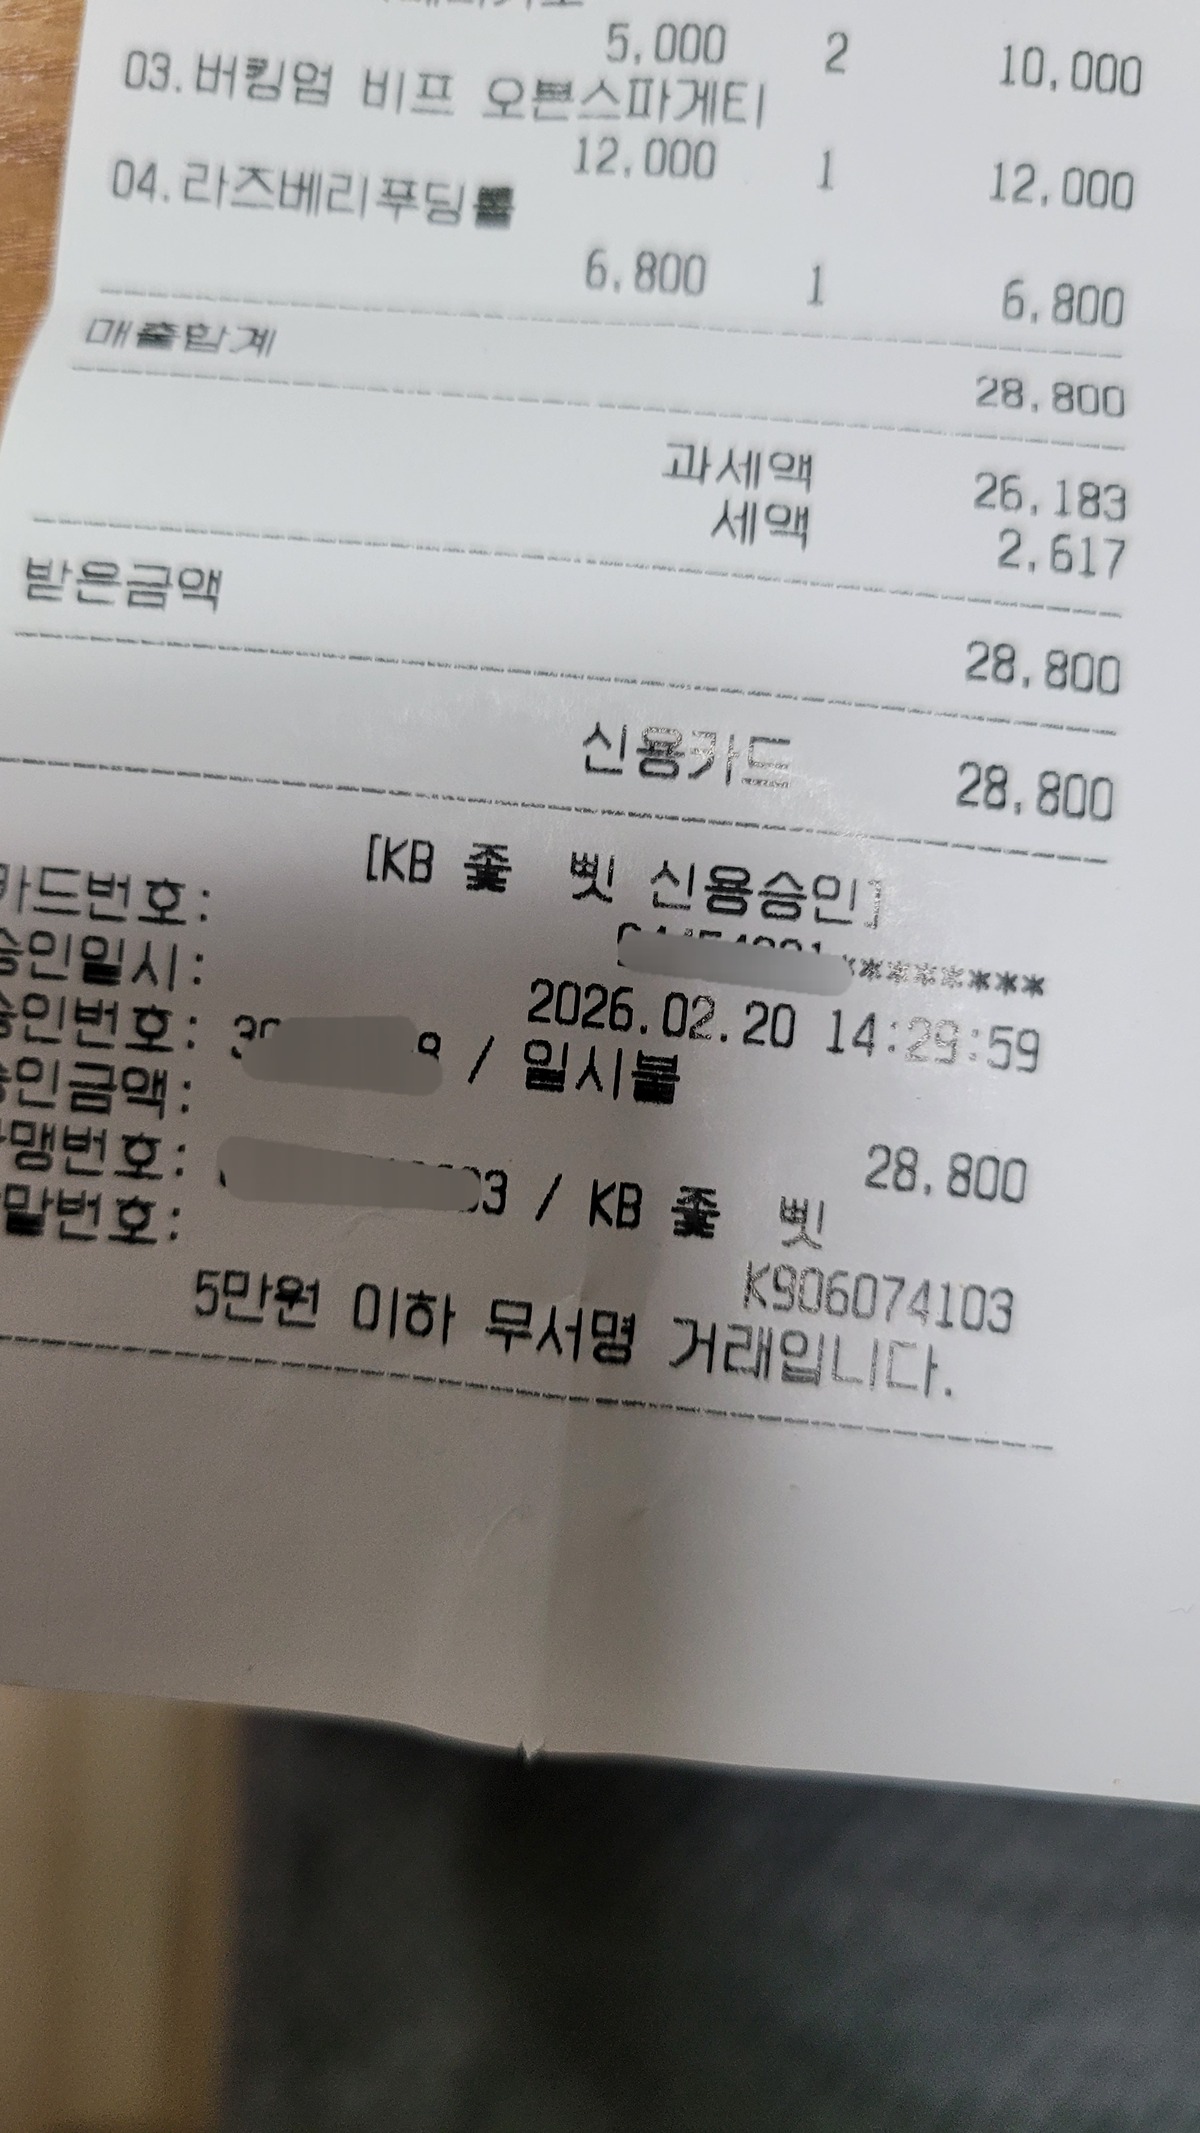 5,000 2 10,000
03.버킹엄 비프 오븐스파게티
12,000 1 12,000
04.라즈베리푸딩롤
6,800 1 6,800
매출합계
28,800
과세액 26,183
세액 2,617
받은금액
28,800
신용카드 28,800
[KB 좋 삣 신용승인]
카드번호:
********
승인일시:
2026.02.20 14:29:59
승인번호: / 일시불
승인금액:
28,800
가맹번호: 3 / KB 좋 삣
단말번호:
K906074103
5만원 이하 무서명 거래입니다.